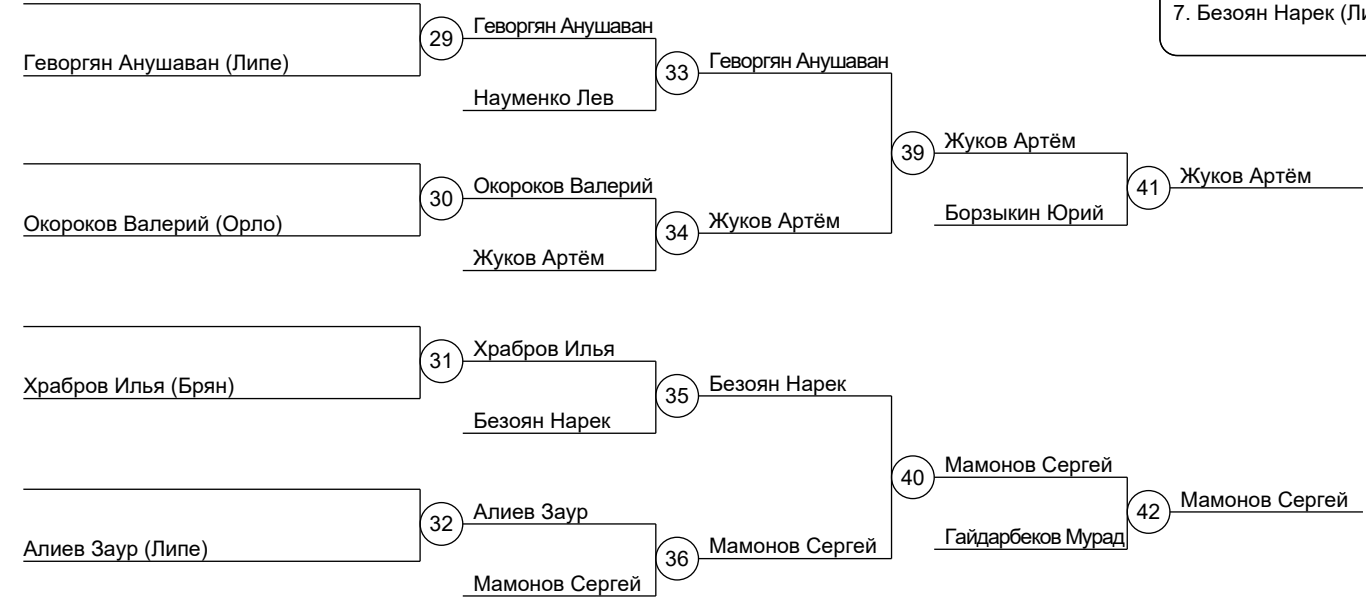 7. Безоян Нарек (Ли
Геворгян Анушаван
29
Геворгян Анушаван (Липе)
Геворгян Анушаван
33
Науменко Лев
Жуков Артём
39
Окороков Валерий
Жуков Артём
30
41
Окороков Валерий (Орло)
Борзыкин Юрий
Жуков Артём
34
Жуков Артём
Храбров Илья
31
Храбров Илья (Брян)
Безоян Нарек
35
Безоян Нарек
Мамонов Сергей
40
Алиев Заур
Мамонов Сергей
32
42
Алиев Заур (Липе)
Гайдарбеков Мурад
Мамонов Сергей
36
Мамонов Сергей